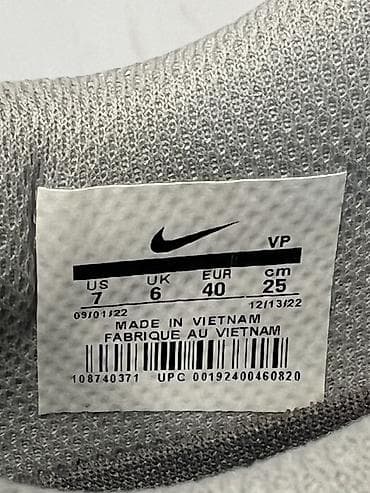 VP
US UK EUR cm
7 6 40 25
09/01/22 12/13/22
MADE IN VIETNAM
FABRIQUE AU VIETNAM
108740371 UPC 00192400460820